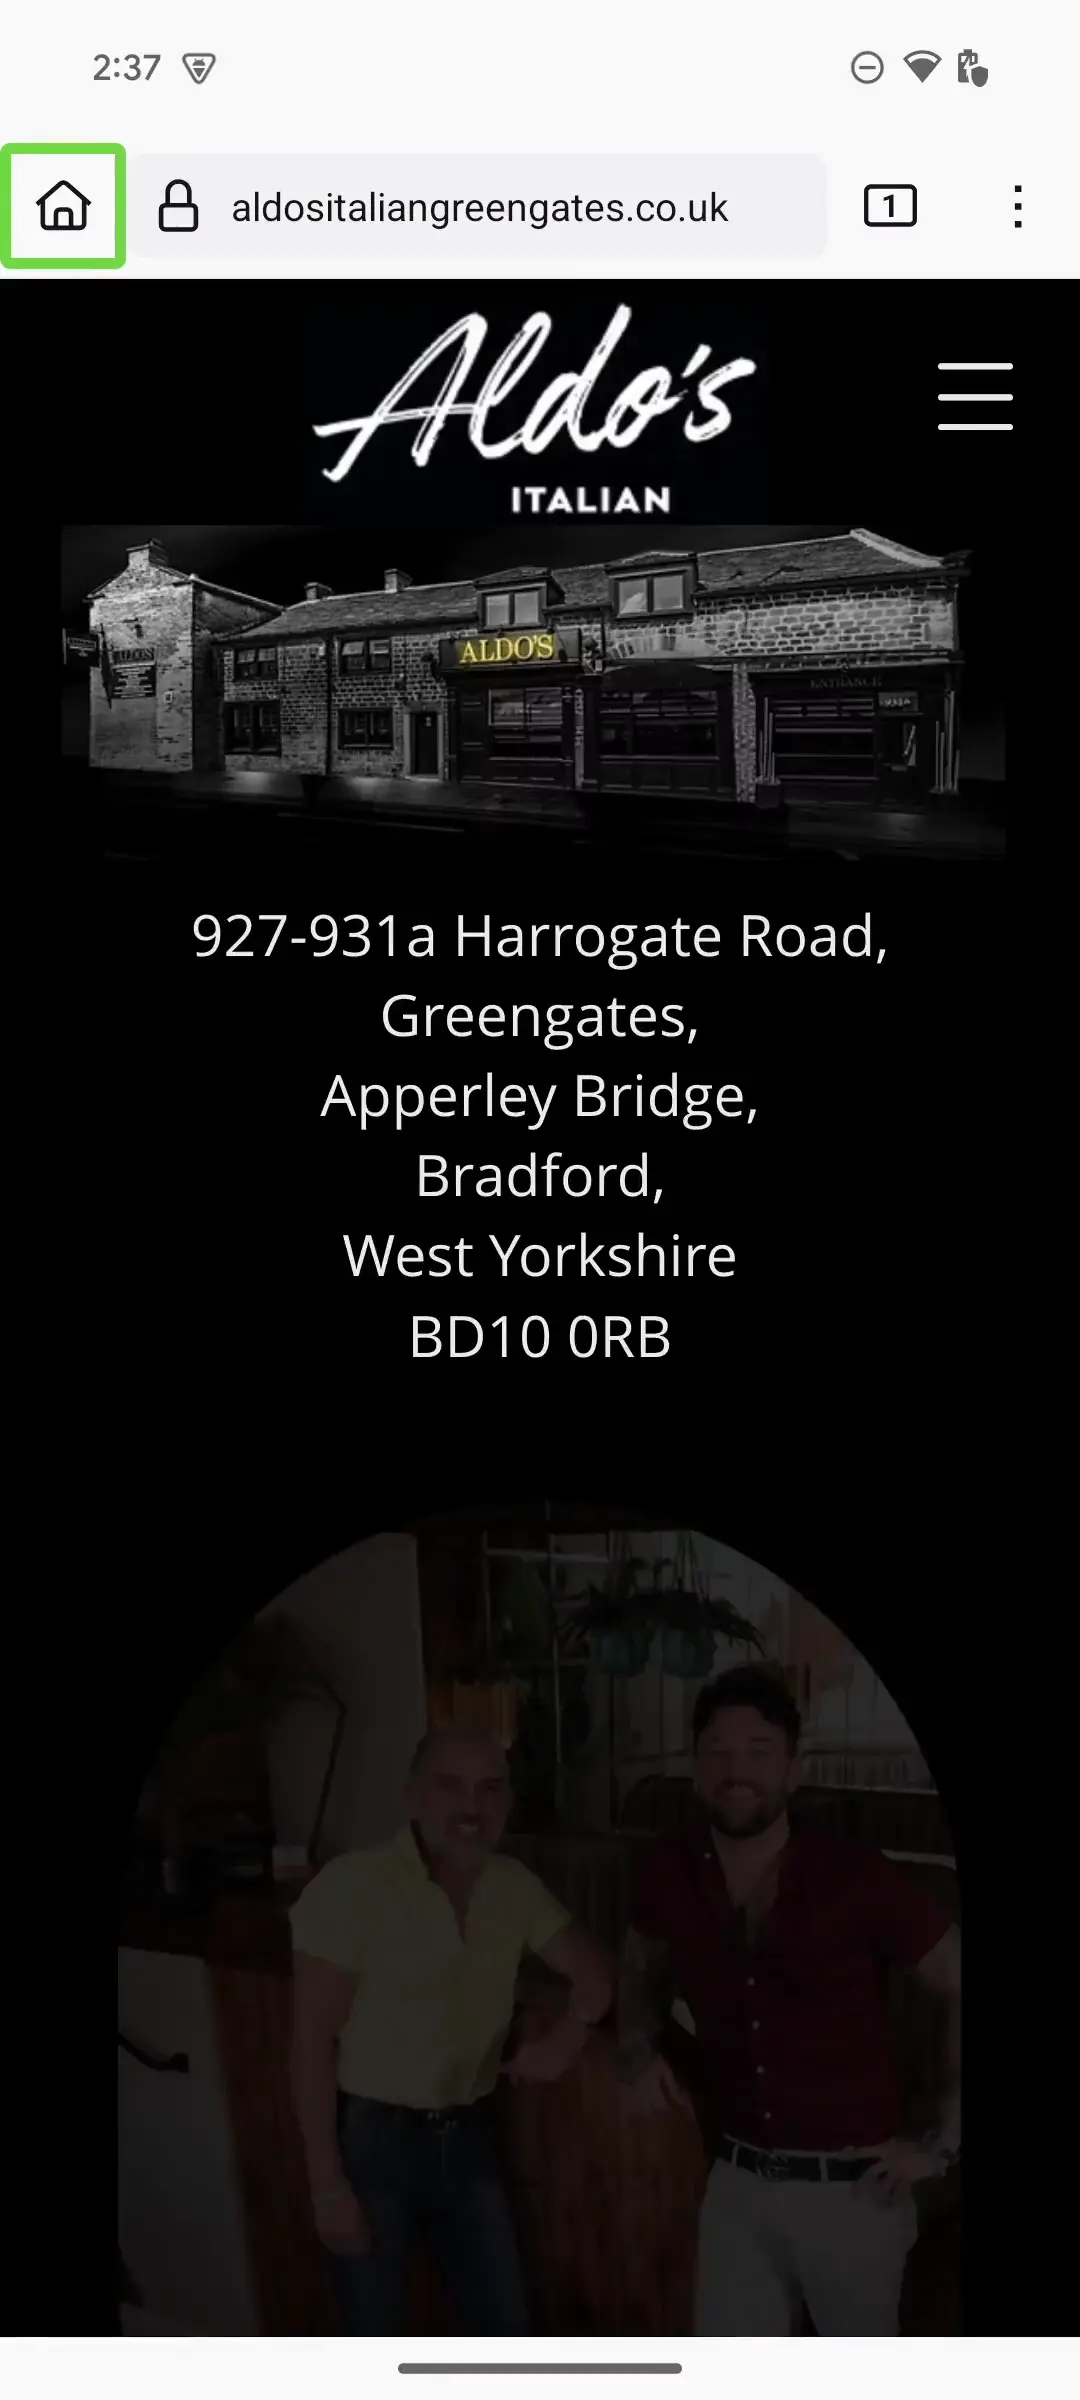 2:37
aldositaliangreengates.co.uk
1
Aldo's
ITALIAN
ALDO'S
ALDO'S
ENTRANCE
927-931a Harrogate Road,
Greengates,
Apperley Bridge,
Bradford,
West Yorkshire
BD10 0RB